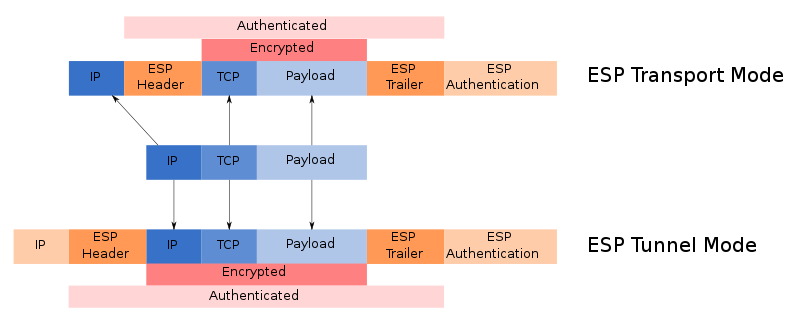 Authenticated
Encrypted
IP
ESP
Header
TCP
Payload
ESP
Trailer
ESP
Authentication
ESP Transport Mode
IP
TCP
Payload
IP
ESP
Header
IP
TCP
Payload
ESP
Trailer
ESP
Authentication
ESP Tunnel Mode
Encrypted
Authenticated